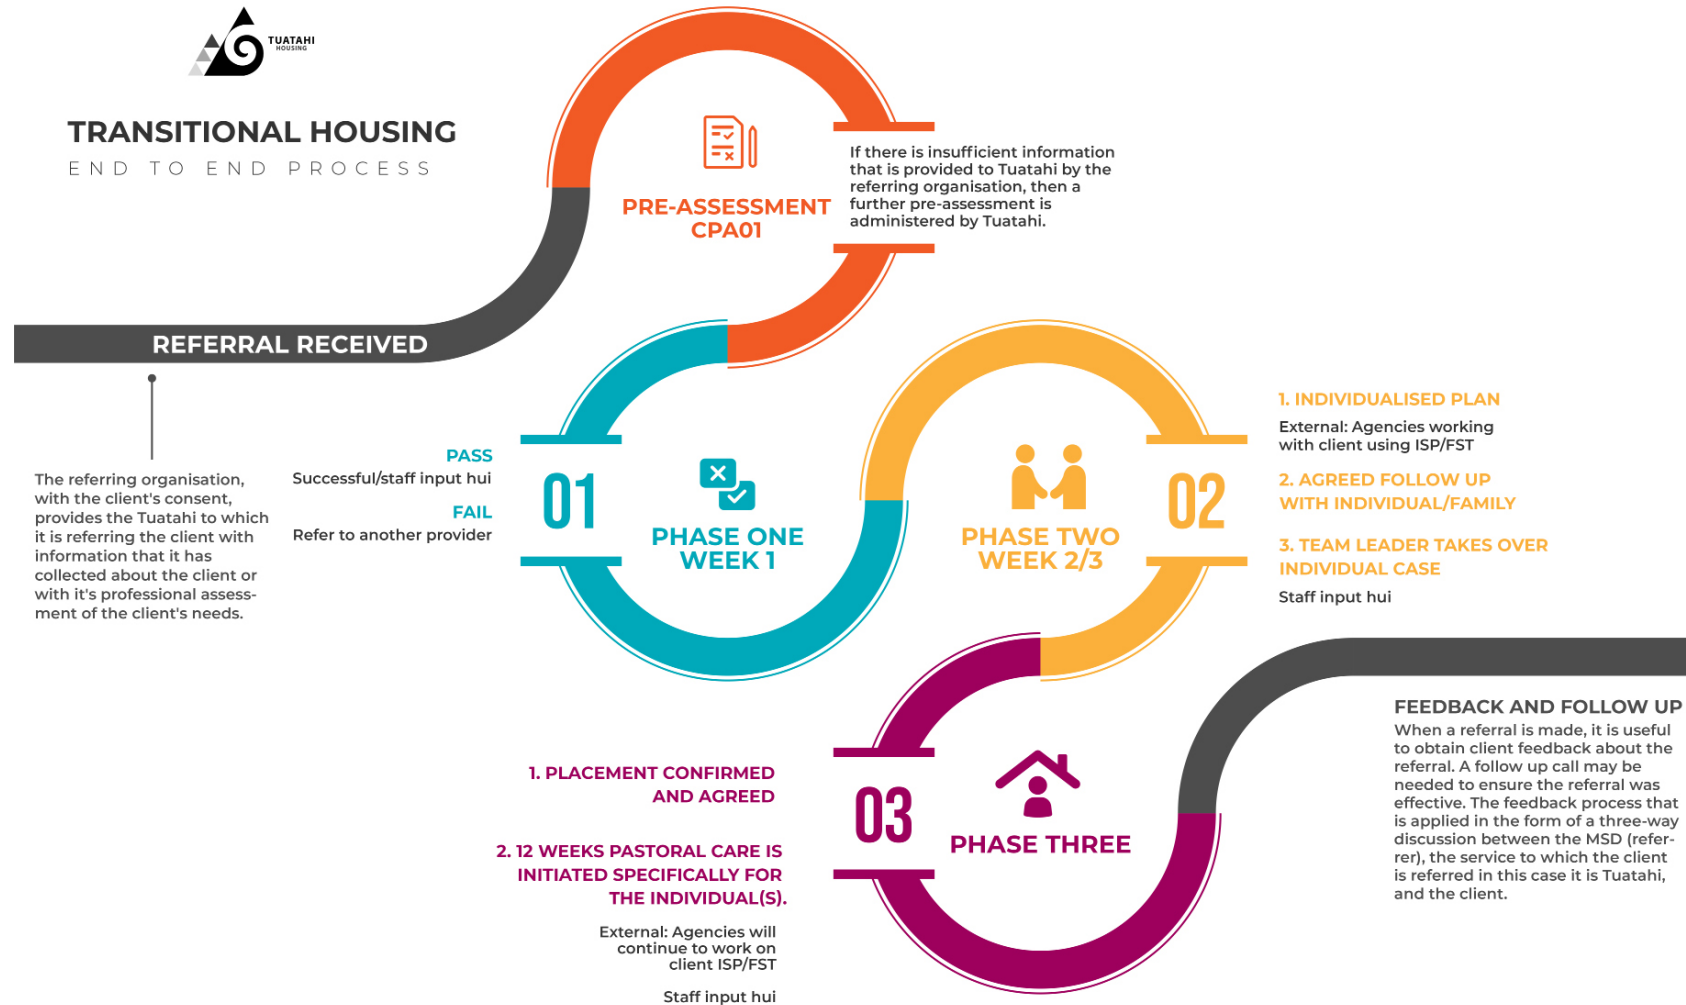 TUATAHI
HOUSING
TRANSITIONAL HOUSING
END TO END PROCESS
REFERRAL RECEIVED
The referring organisation,
with the client's consent,
provides the Tuatahi to which
it is referring the client with
information that it has
collected about the client or
with it's professional assess-
ment of the client's needs.
PRE-ASSESSMENT
CPA01
If there is insufficient information
that is provided to Tuatahi by the
referring organisation, then a
further pre-assessment is
administered by Tuatahi.
PASS
Successful/staff input hui
FAIL
Refer to another provider
01
PHASE ONE
WEEK 1
PHASE TWO
WEEK 2/3
02
1. INDIVIDUALISED PLAN
External: Agencies working
with client using ISP/FST
2. AGREED FOLLOW UP
WITH INDIVIDUAL/FAMILY
3. TEAM LEADER TAKES OVER
INDIVIDUAL CASE
Staff input hui
1. PLACEMENT CONFIRMED
AND AGREED
2. 12 WEEKS PASTORAL CARE IS
INITIATED SPECIFICALLY FOR
THE INDIVIDUAL(S).
External: Agencies will
continue to work on
client ISP/FST
Staff input hui
03
PHASE THREE
FEEDBACK AND FOLLOW UP
When a referral is made, it is useful
to obtain client feedback about the
referral. A follow up call may be
needed to ensure the referral was
effective. The feedback process that
is applied in the form of a three-way
discussion between the MSD (refer-
rer), the service to which the client
is referred in this case it is Tuatahi,
and the client.